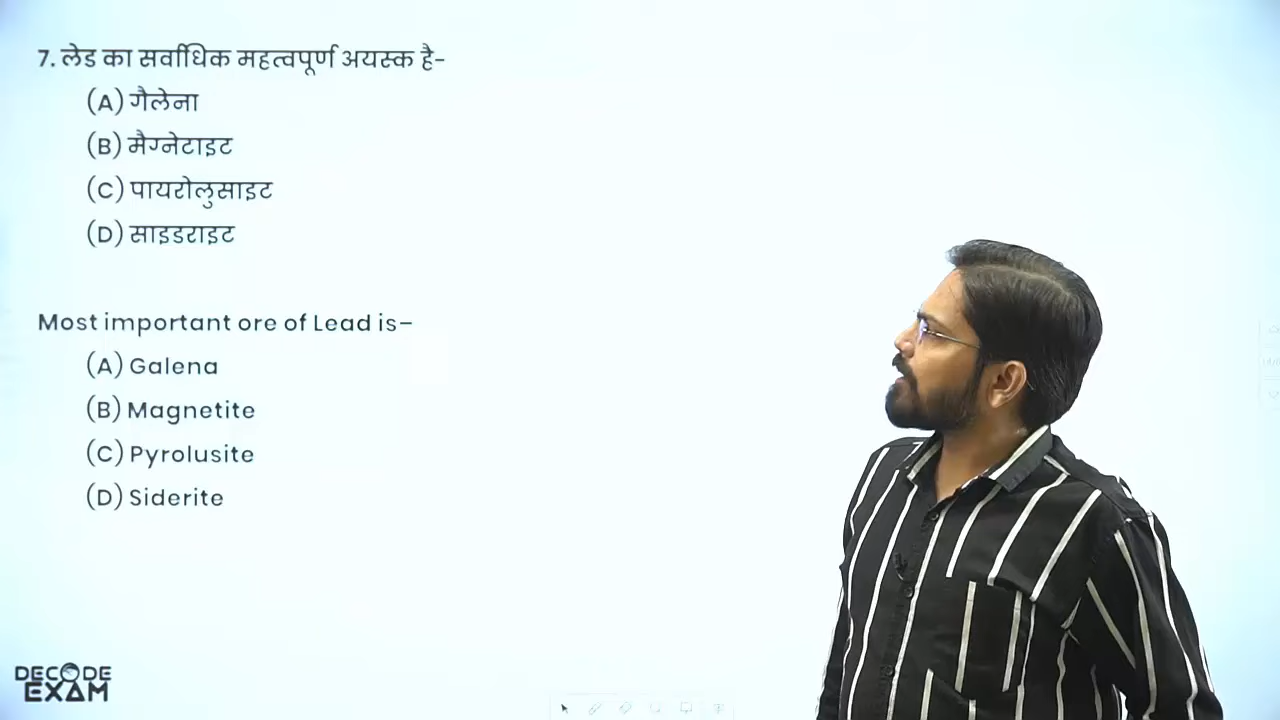 7. लेड का सर्वाधिक महत्वपूर्ण अयस्क है-
(A) गैलेना
(B) मैग्नेटाइट
(C) पायरोलुसाइट
(D) साइडराइट
Most important ore of Lead is–
(A) Galena
(B) Magnetite
(C) Pyrolusite
(D) Siderite
DECODE
EXAM